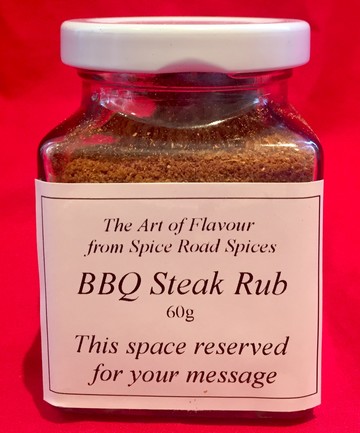 The Art of Flavour
from Spice Road Spices
BBQ Steak Rub
60g
This space reserved
for your message